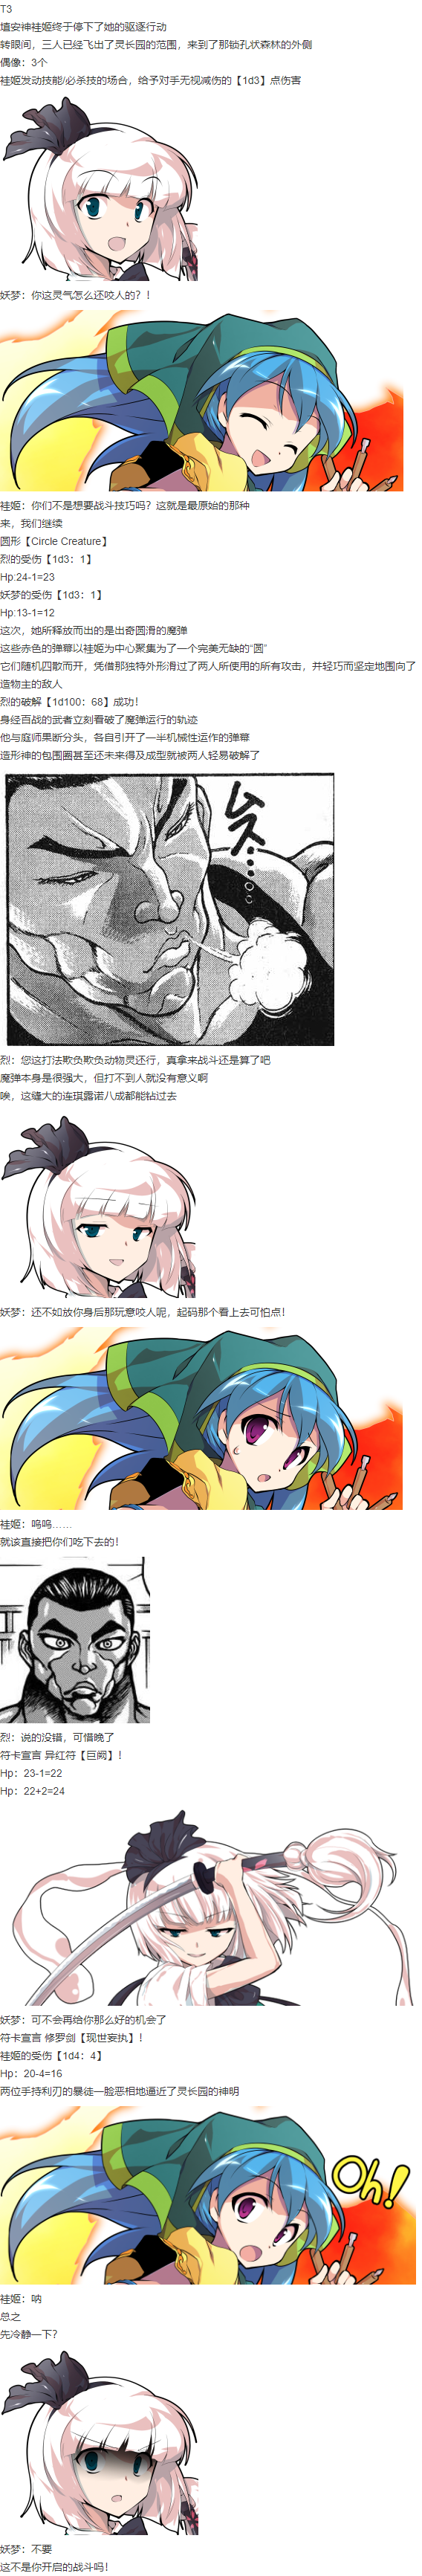 T3
埴安神袿姬终于停下了她的驱逐行动
转眼间，三人已经飞出了灵长园的范围，来到了那锁孔状森林的外侧
偶像：3个
袿姬发动技能/必杀技的场合，给予对手无视减伤的【1d3】点伤害
妖梦：你这灵气怎么还咬人的？！
袿姬：你们不是想要战斗技巧吗？这就是最原始的那种
来，我们继续
圆形【Circle Creature】
烈的受伤【1d3：1】
Hp:24-1=23
妖梦的受伤【1d3：1】
Hp:13-1=12
这次，她所释放而出的是出奇圆滑的魔弹
这些赤色的弹幕以袿姬为中心聚集为了一个完美无缺的“圆”
它们随机四散而开，凭借那独特外形滑过了两人所使用的所有攻击，并轻巧而坚定地围向了
造物主的敌人
烈的破解【1d100：68】成功！
身经百战的武者立刻看破了魔弹运行的轨迹
他与庭师果断分头，各自引开了一半机械性运作的弹幕
造形神的包围圈甚至还未来得及成型就被两人轻易破解了
ムス…
烈：您这打法欺负欺负动物灵还行，真拿来战斗还是算了吧
魔弹本身是很强大，但打不到人就没有意义啊
唉，这缝大的连琪露诺八成都能钻过去
妖梦：还不如放你身后那玩意咬人呢，起码那个看上去可怕点！
袿姬：呜呜……
就该直接把你们吃下去的！
烈：说的没错，可惜晚了
符卡宣言 异红符【巨阙】！
Hp：23-1=22
Hp：22+2=24
妖梦：可不会再给你那么好的机会了
符卡宣言 修罗剑【现世妄执】！
袿姬的受伤【1d4：4】
Hp：20-4=16
两位手持利刃的暴徒一脸恶相地逼近了灵长园的神明
Oh!
袿姬：呐
总之
先冷静一下？
妖梦：不要
这不是你开启的战斗吗！